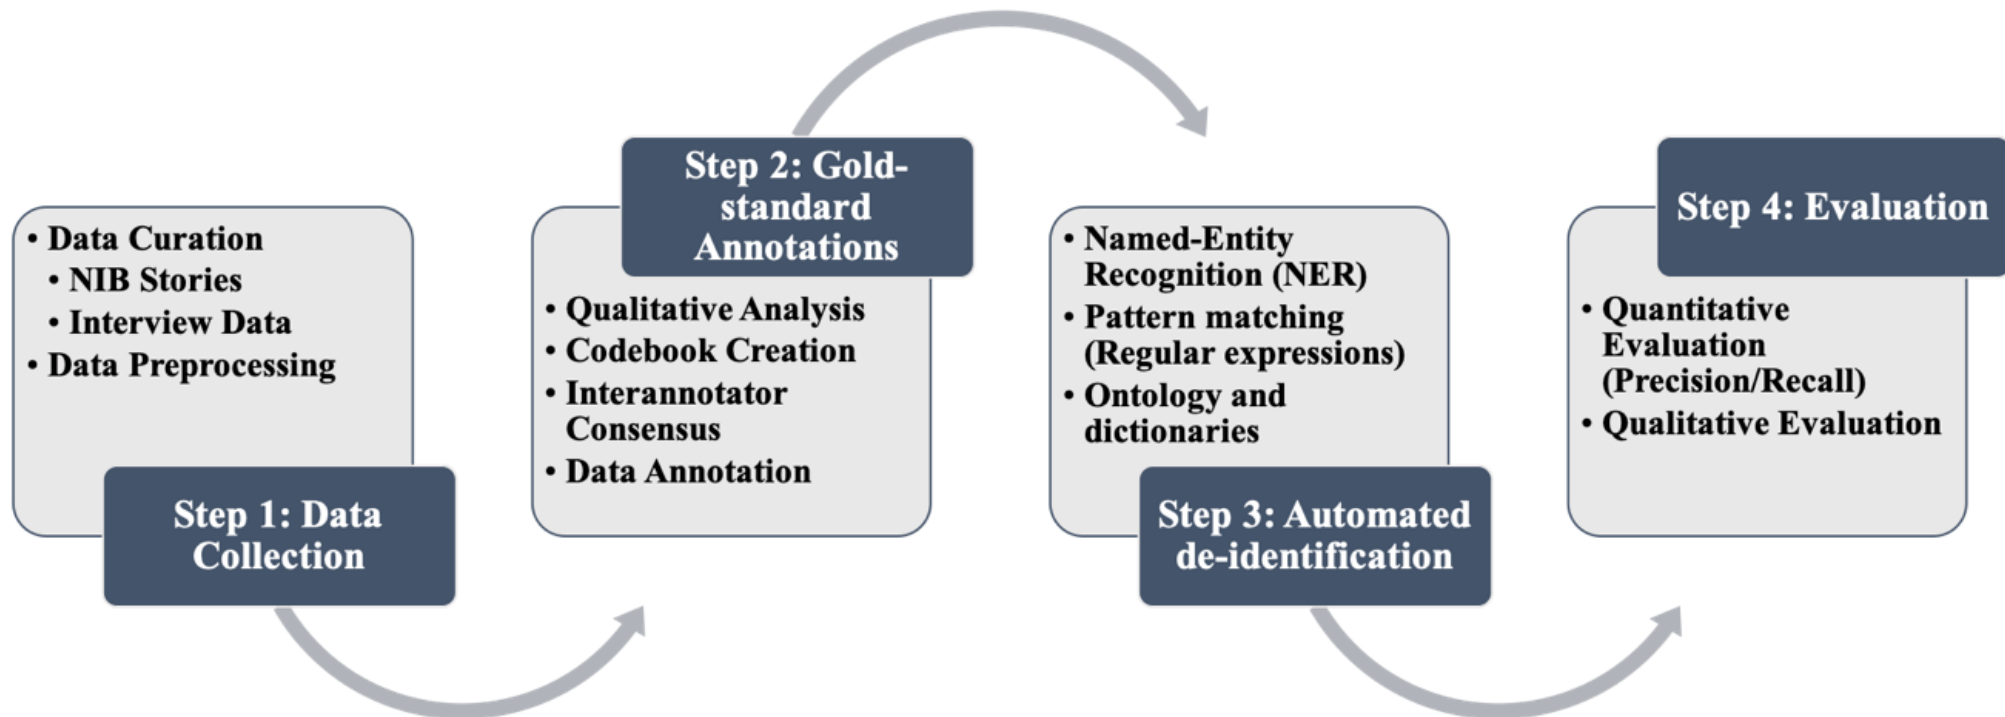 • Data Curation
• NIB Stories
• Interview Data
• Data Preprocessing
Step 1: Data
Collection
Step 2: Gold-
standard
Annotations
• Qualitative Analysis
• Codebook Creation
• Interannotator
Consensus
• Data Annotation
• Named-Entity
Recognition (NER)
• Pattern matching
(Regular expressions)
• Ontology and
dictionaries
Step 3: Automated
de-identification
Step 4: Evaluation
• Quantitative
Evaluation
(Precision/Recall)
• Qualitative Evaluation